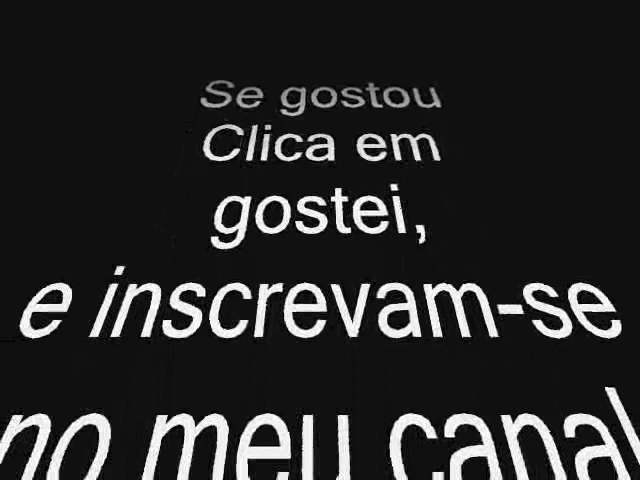 Se gostou
Clica em
gostei,
e inscrevam-se
no meu canal